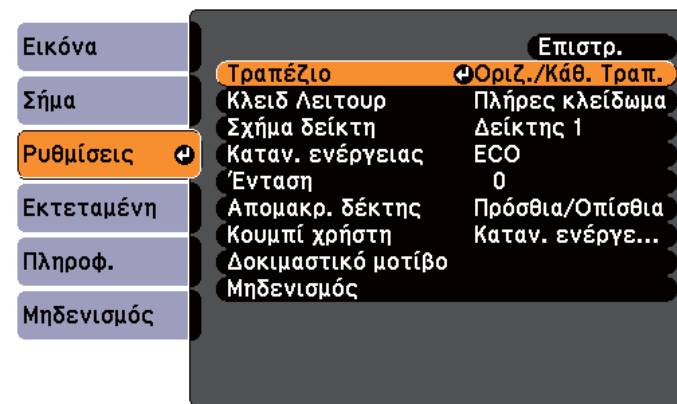 Εικόνα
Σήμα
Ρυθμίσεις
Εκτεταμένη
Πληροφ.
Μηδενισμός
Επιστρ.
Τραπέζιο Οριζ./Κάθ. Τραπ.
Κλειδ Λειτουρ Πλήρες κλείδωμα
Σχήμα δείκτη Δείκτης 1
Καταν. ενέργειας ECO
Ένταση 0
Απομακρ. δέκτης Πρόσθια/Οπίσθια
Κουμπί χρήστη Καταν. ενέργε...
Δοκιμαστικό μοτίβο
Μηδενισμός